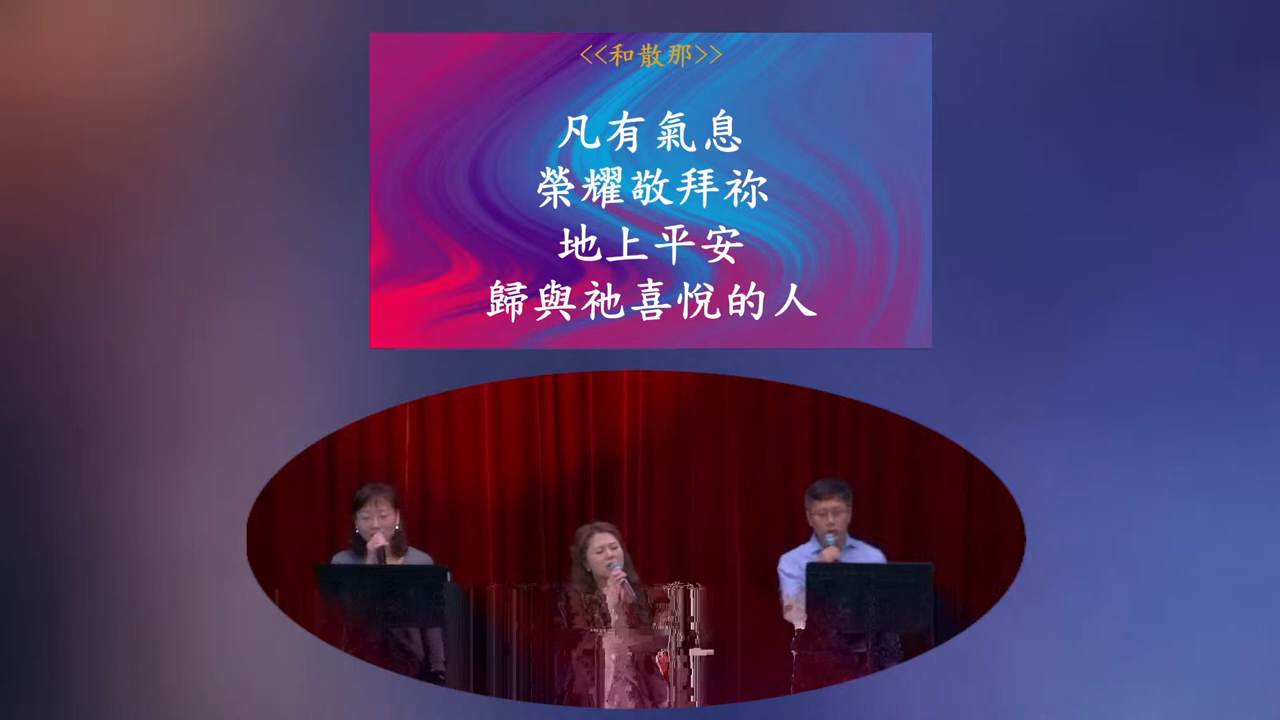 <<和散那>>
凡有氣息
榮耀敬拜祢
地上平安
歸與祂喜悅的人